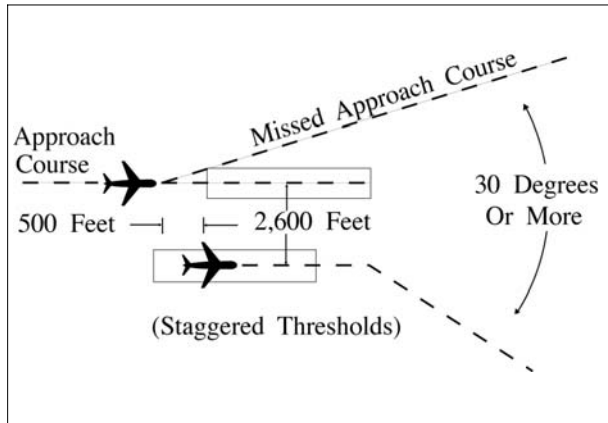 Missed Approach Course
Approach
Course
30 Degrees
Or More
500 Feet
2,600 Feet
(Staggered Thresholds)